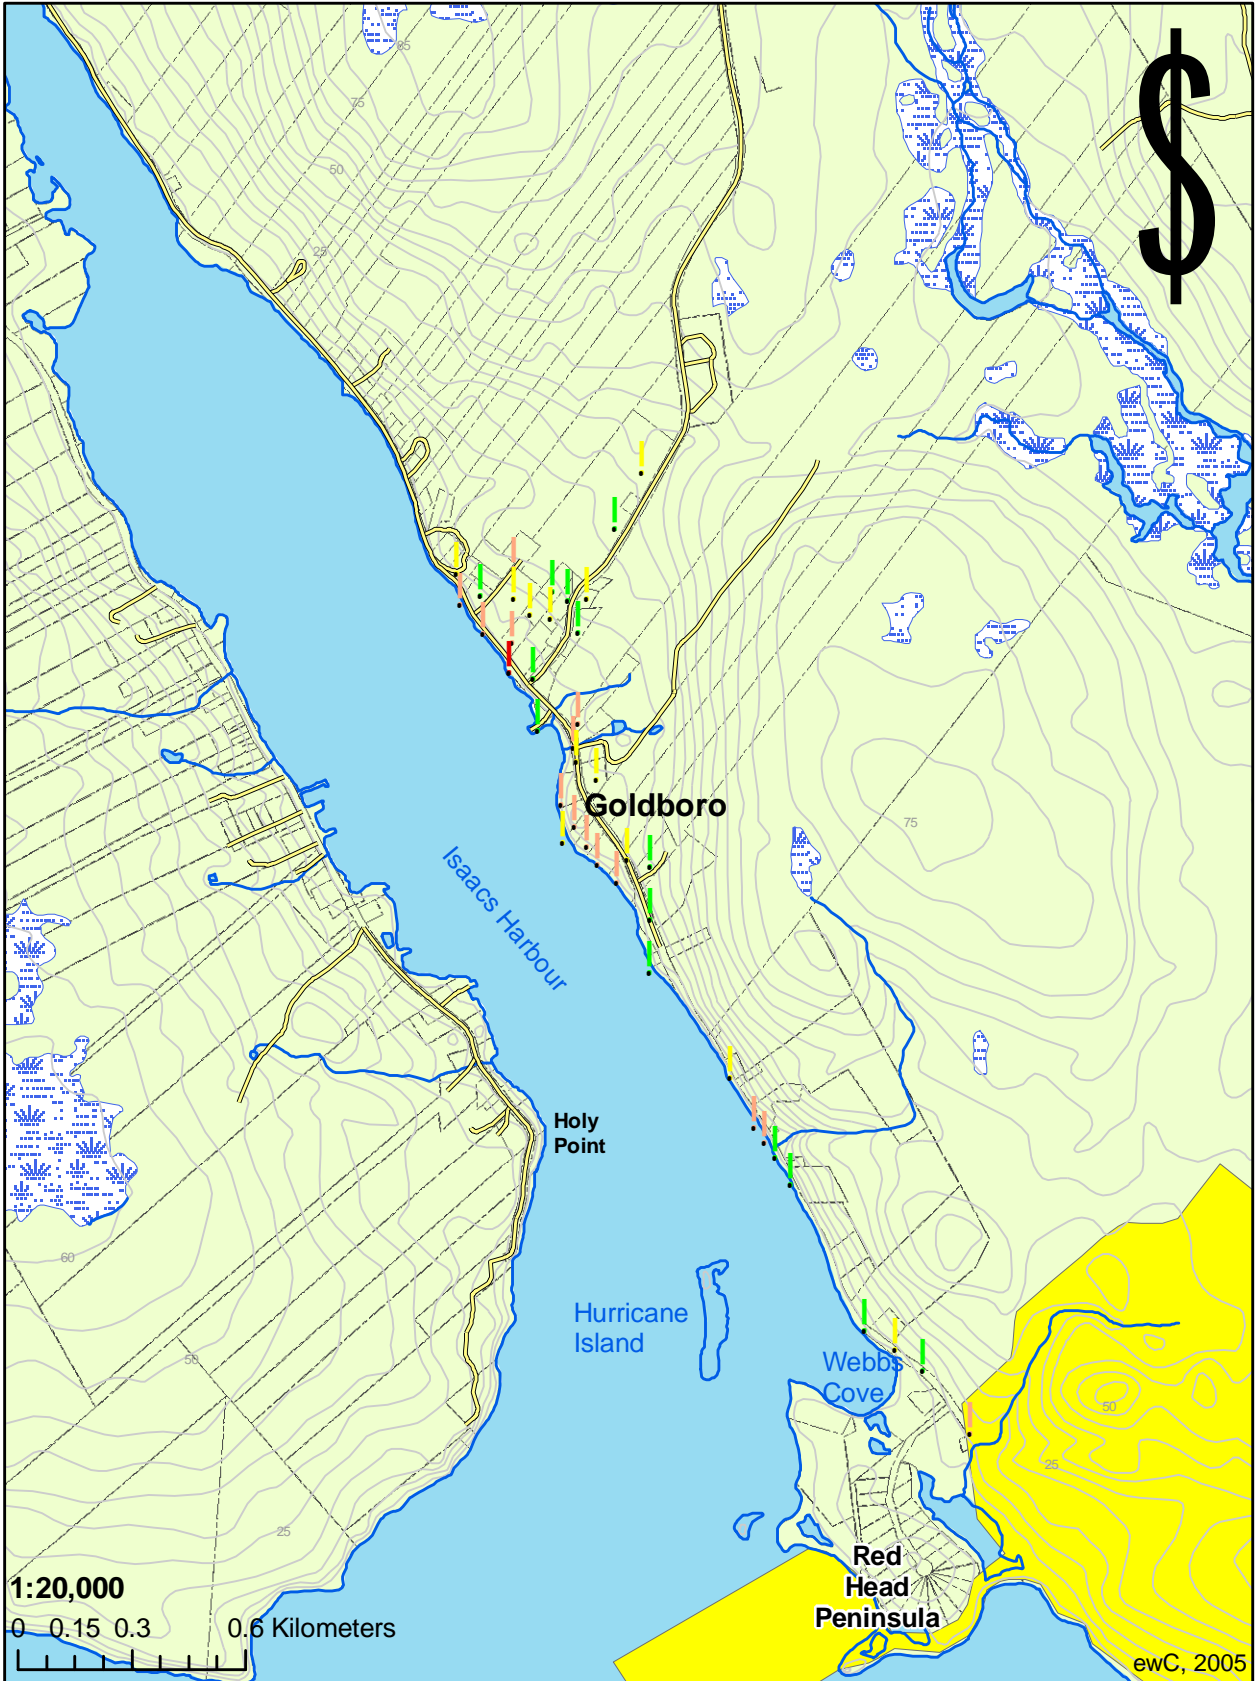 $
65
75
50
25
Goldboro
75
Isaacs Harbour
Holy
Point
60
Hurricane
Island
50
Webbs
Cove
50
25
25
Red
Head
Peninsula
1:20,000
0 0.15 0.3 0.6 Kilometers
ewC, 2005